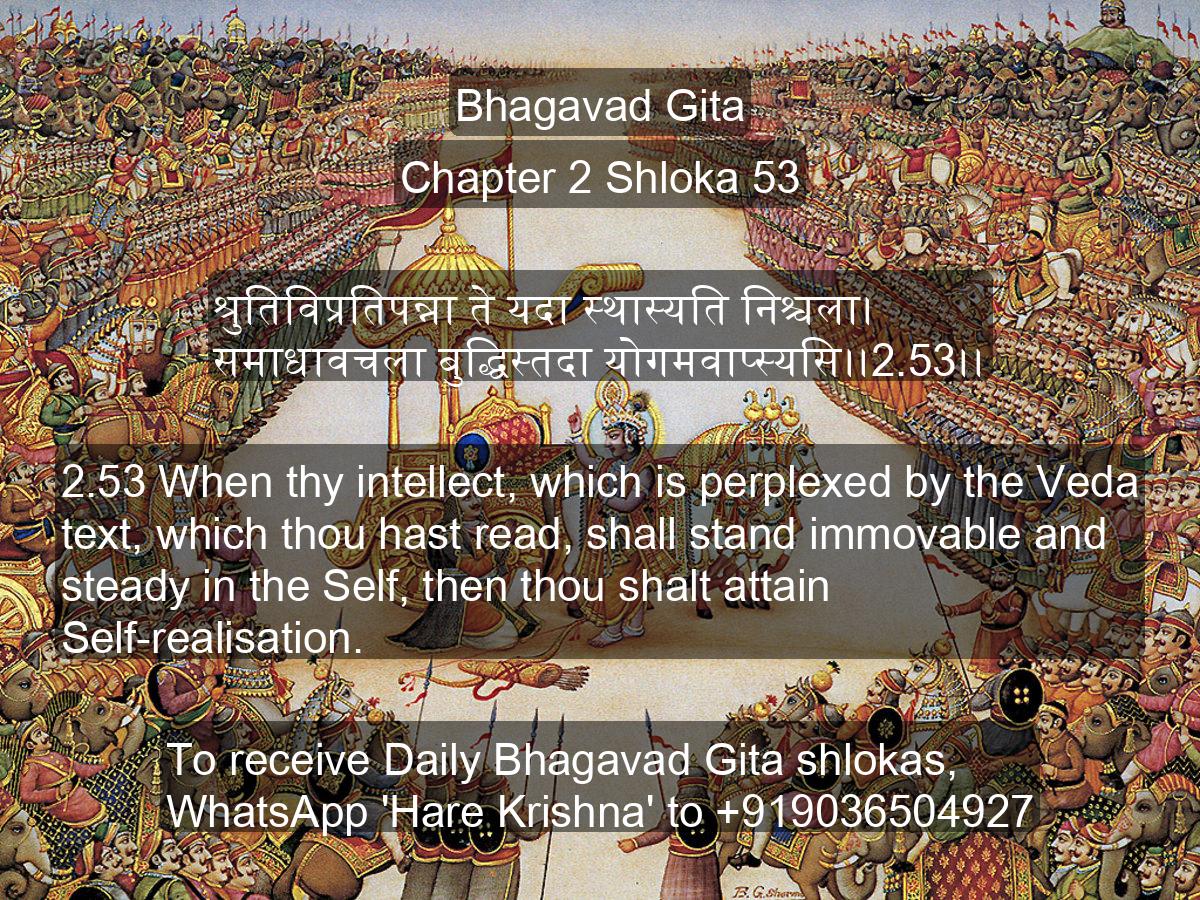 Bhagavad Gita
Chapter 2 Shloka 53
श्रुतिविप्रतिपन्ना ते यदा स्थास्यति निश्चला।
समाधावचला बुद्धिस्तदा योगमवाप्स्यसि।।2.53।।
2.53 When thy intellect, which is perplexed by the Veda
text, which thou hast read, shall stand immovable and
steady in the Self, then thou shalt attain
Self-realisation.
To receive Daily Bhagavad Gita shlokas,
WhatsApp 'Hare Krishna' to +919036504927
B.G. Sharma